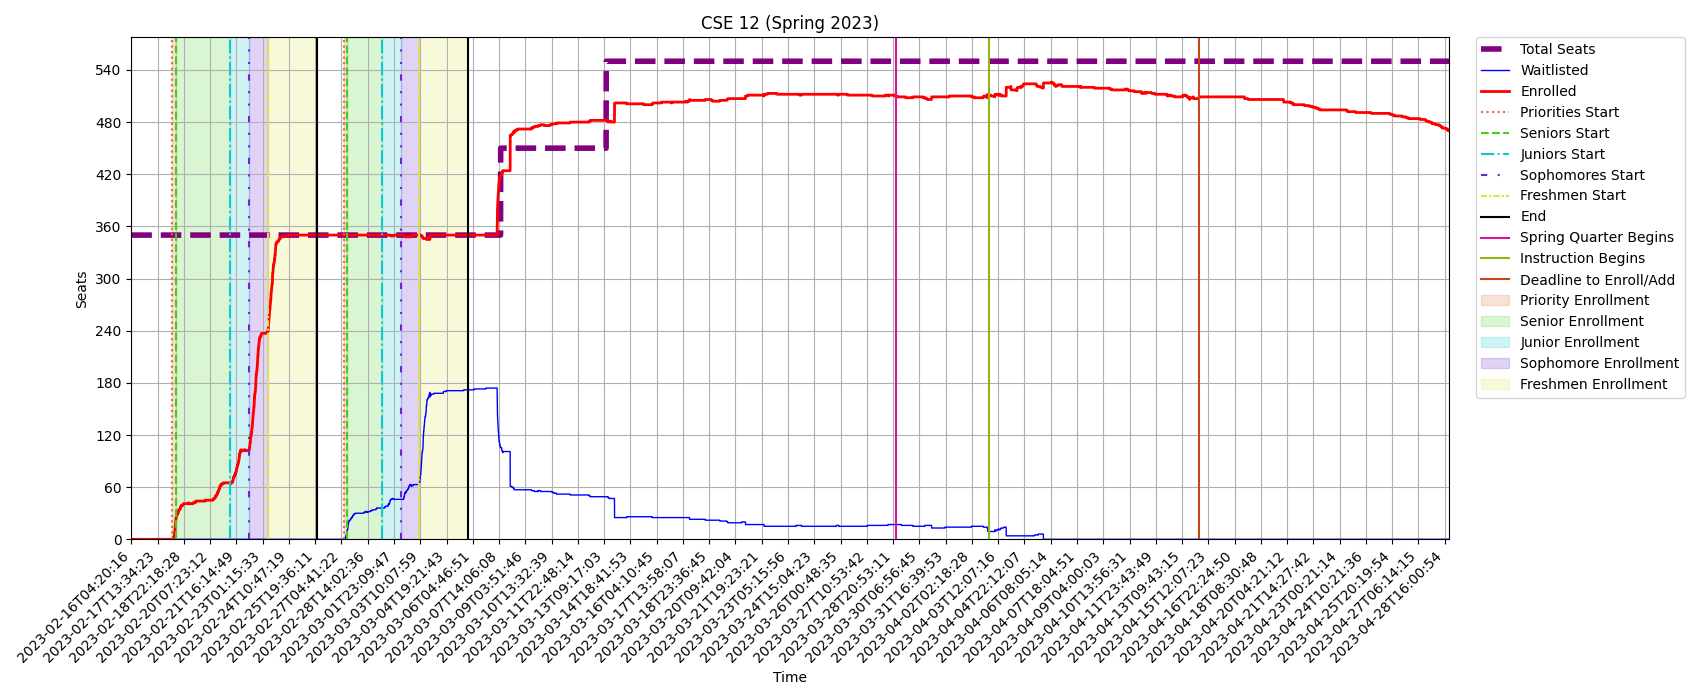 CSE 12 (Spring 2023)
Seats
540
480
420
360
300
240
180
120
60
0
2023-02-16T04:20:16
2023-02-17T13:34:23
2023-02-18T22:18:28
2023-02-20T07:23:12
2023-02-21T16:14:49
2023-02-23T01:15:33
2023-02-24T10:47:19
2023-02-25T19:36:11
2023-02-27T04:41:22
2023-02-28T14:02:36
2023-03-01T23:09:47
2023-03-03T10:07:59
2023-03-04T19:21:43
2023-03-06T04:46:51
2023-03-07T14:06:08
2023-03-09T03:51:46
2023-03-10T13:32:39
2023-03-11T22:48:14
2023-03-13T09:17:03
2023-03-14T18:41:53
2023-03-16T04:10:45
2023-03-17T13:58:07
2023-03-18T23:36:45
2023-03-20T09:42:04
2023-03-21T19:23:21
2023-03-23T05:15:56
2023-03-24T15:04:23
2023-03-26T00:48:35
2023-03-27T10:53:42
2023-03-28T20:53:11
2023-03-30T06:56:45
2023-03-31T16:39:53
2023-04-02T02:18:28
2023-04-03T12:07:16
2023-04-04T22:12:07
2023-04-06T08:05:14
2023-04-07T18:04:51
2023-04-09T04:00:03
2023-04-10T13:56:31
2023-04-11T23:43:49
2023-04-13T09:43:15
2023-04-15T12:07:23
2023-04-16T22:24:50
2023-04-18T08:30:48
2023-04-20T04:21:12
2023-04-21T14:27:42
2023-04-23T00:21:14
2023-04-24T10:21:36
2023-04-25T20:19:54
2023-04-27T06:14:15
2023-04-28T16:00:54
Time
Total Seats
Waitlisted
Enrolled
Priorities Start
Seniors Start
Juniors Start
Sophomores Start
Freshmen Start
End
Spring Quarter Begins
Instruction Begins
Deadline to Enroll/Add
Priority Enrollment
Senior Enrollment
Junior Enrollment
Sophomore Enrollment
Freshmen Enrollment